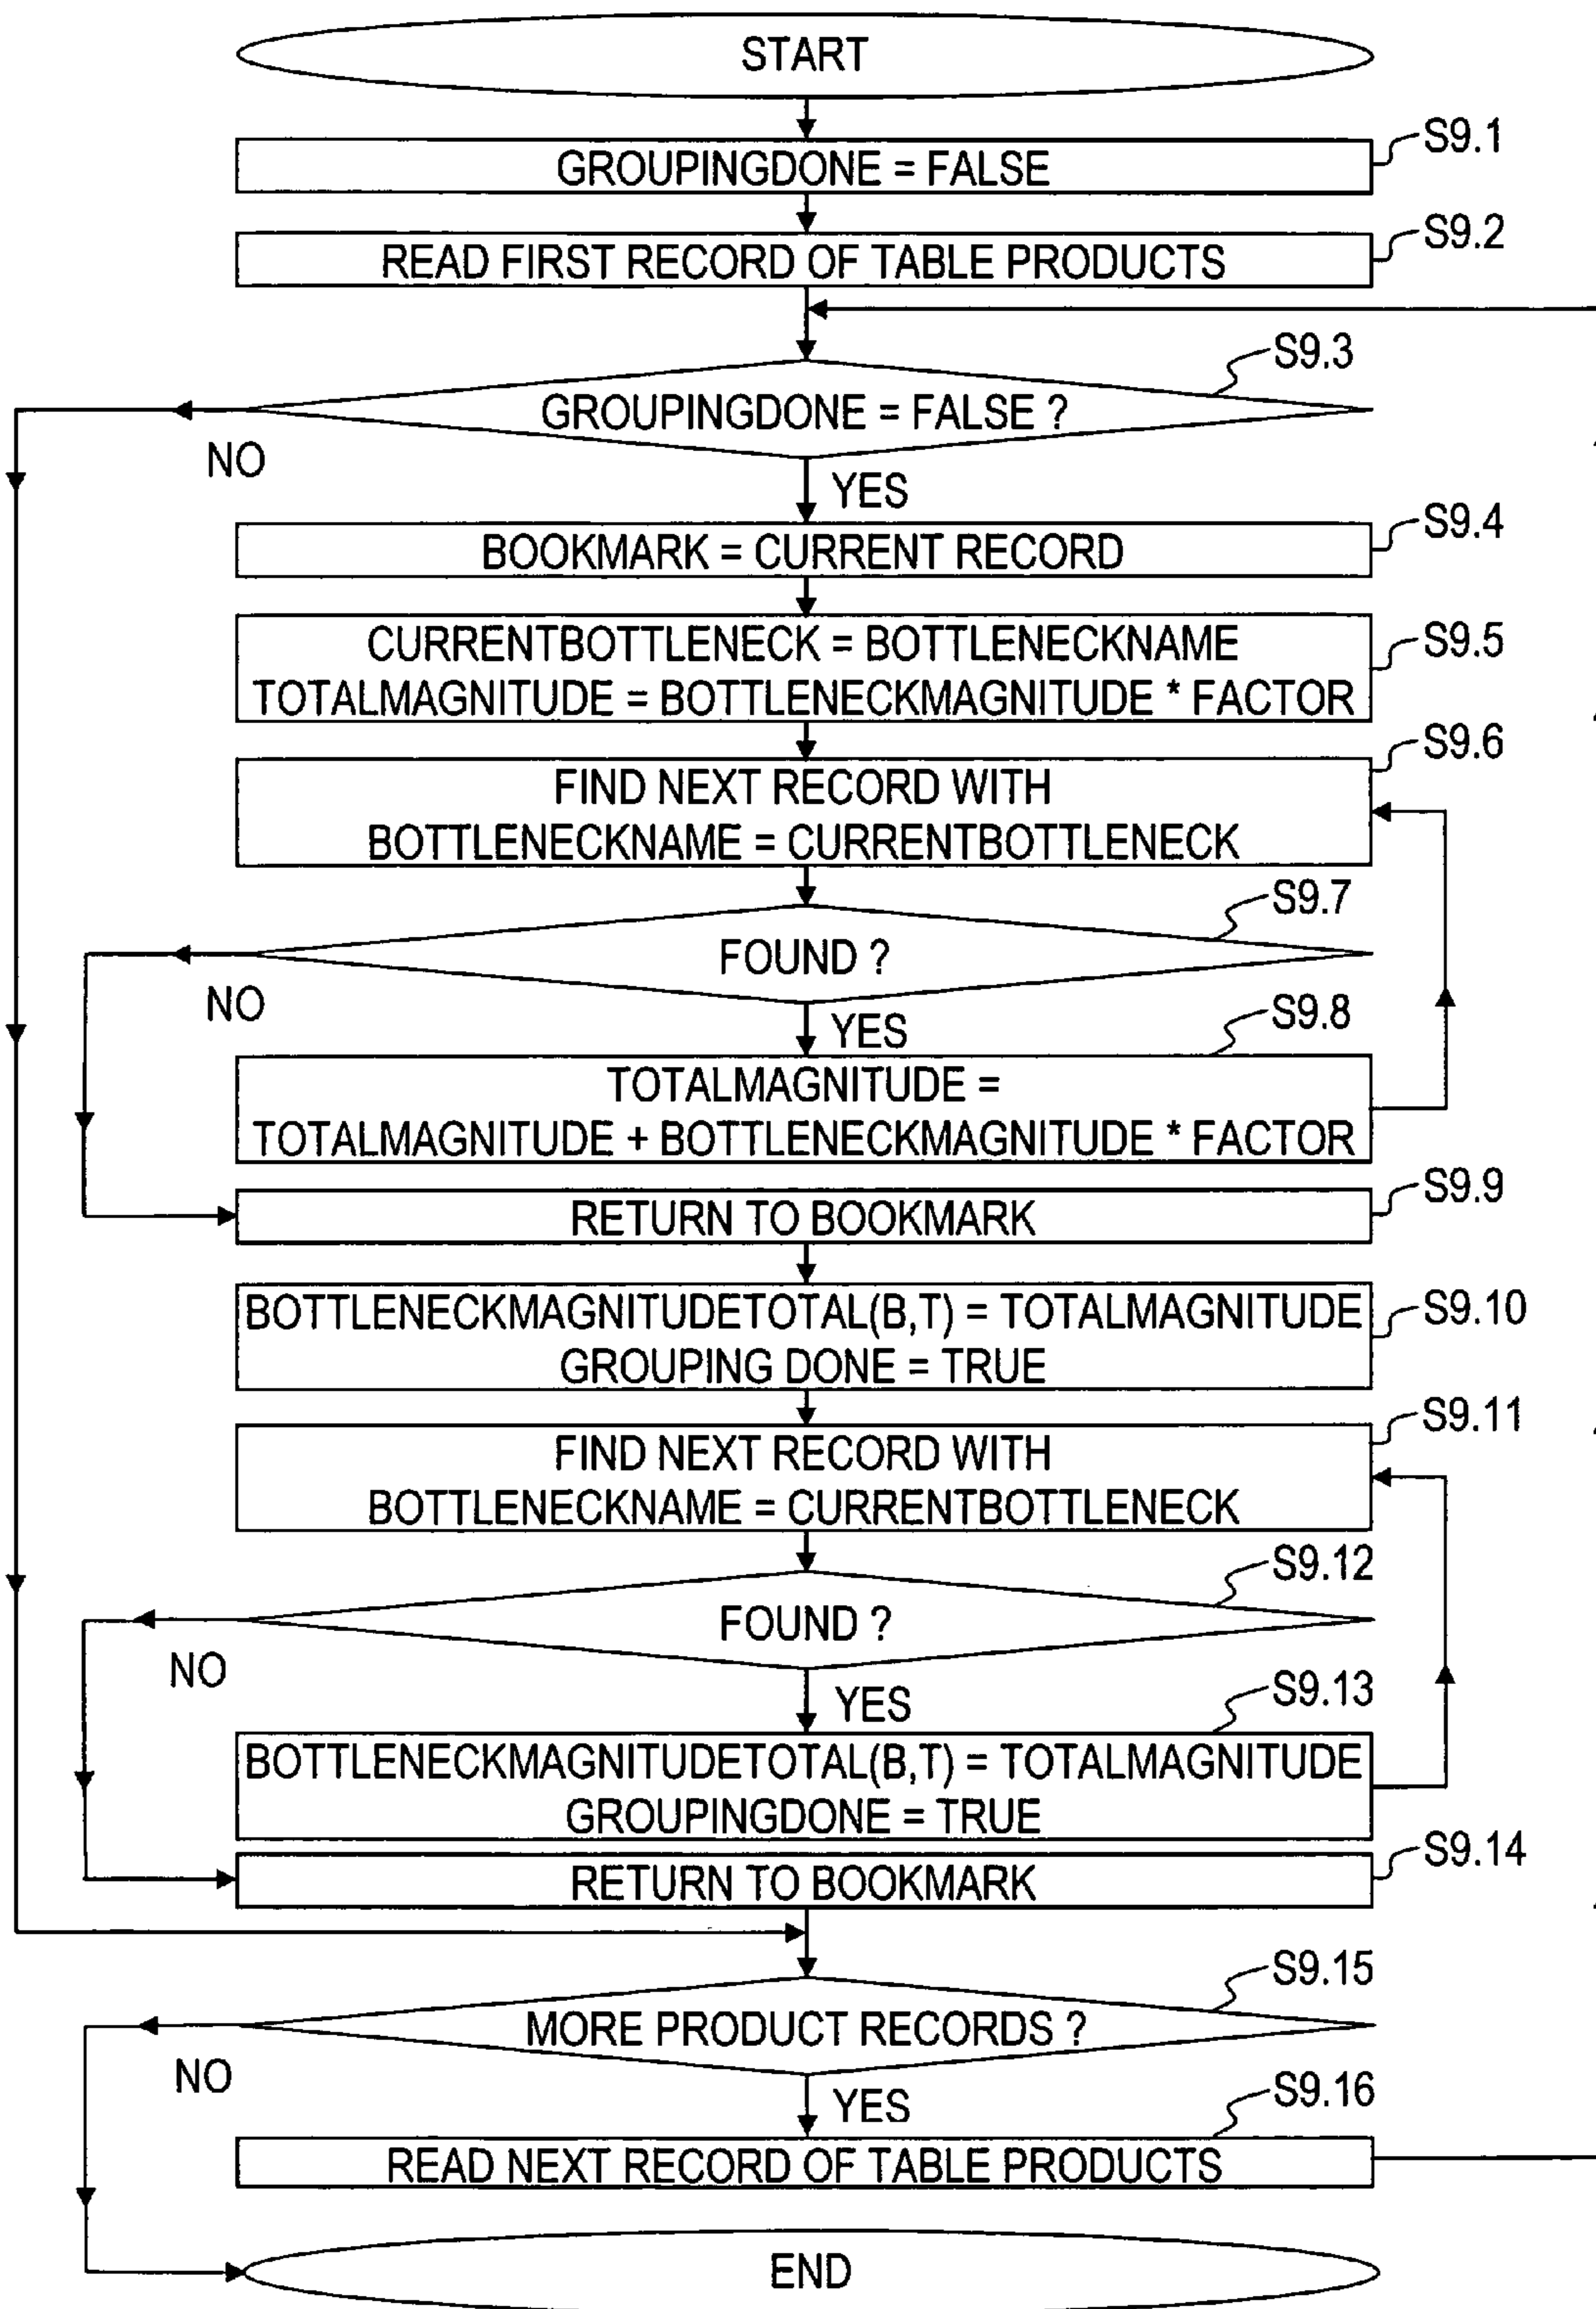 START
S9.1
GROUPINGDONE = FALSE
S9.2
READ FIRST RECORD OF TABLE PRODUCTS
S9.3
GROUPINGDONE = FALSE ?
NO
YES
S9.4
BOOKMARK = CURRENT RECORD
S9.5
CURRENTBOTTLENECK = BOTTLENECKNAME
TOTALMAGNITUDE = BOTTLENECKMAGNITUDE * FACTOR
S9.6
FIND NEXT RECORD WITH
BOTTLENECKNAME = CURRENTBOTTLENECK
S9.7
FOUND ?
NO
YES
S9.8
TOTALMAGNITUDE =
TOTALMAGNITUDE + BOTTLENECKMAGNITUDE * FACTOR
S9.9
RETURN TO BOOKMARK
S9.10
BOTTLENECKMAGNITUDETOTAL(B,T) = TOTALMAGNITUDE
GROUPING DONE = TRUE
S9.11
FIND NEXT RECORD WITH
BOTTLENECKNAME = CURRENTBOTTLENECK
S9.12
FOUND ?
NO
YES
S9.13
BOTTLENECKMAGNITUDETOTAL(B,T) = TOTALMAGNITUDE
GROUPINGDONE = TRUE
S9.14
RETURN TO BOOKMARK
S9.15
MORE PRODUCT RECORDS ?
NO
YES
S9.16
READ NEXT RECORD OF TABLE PRODUCTS
END